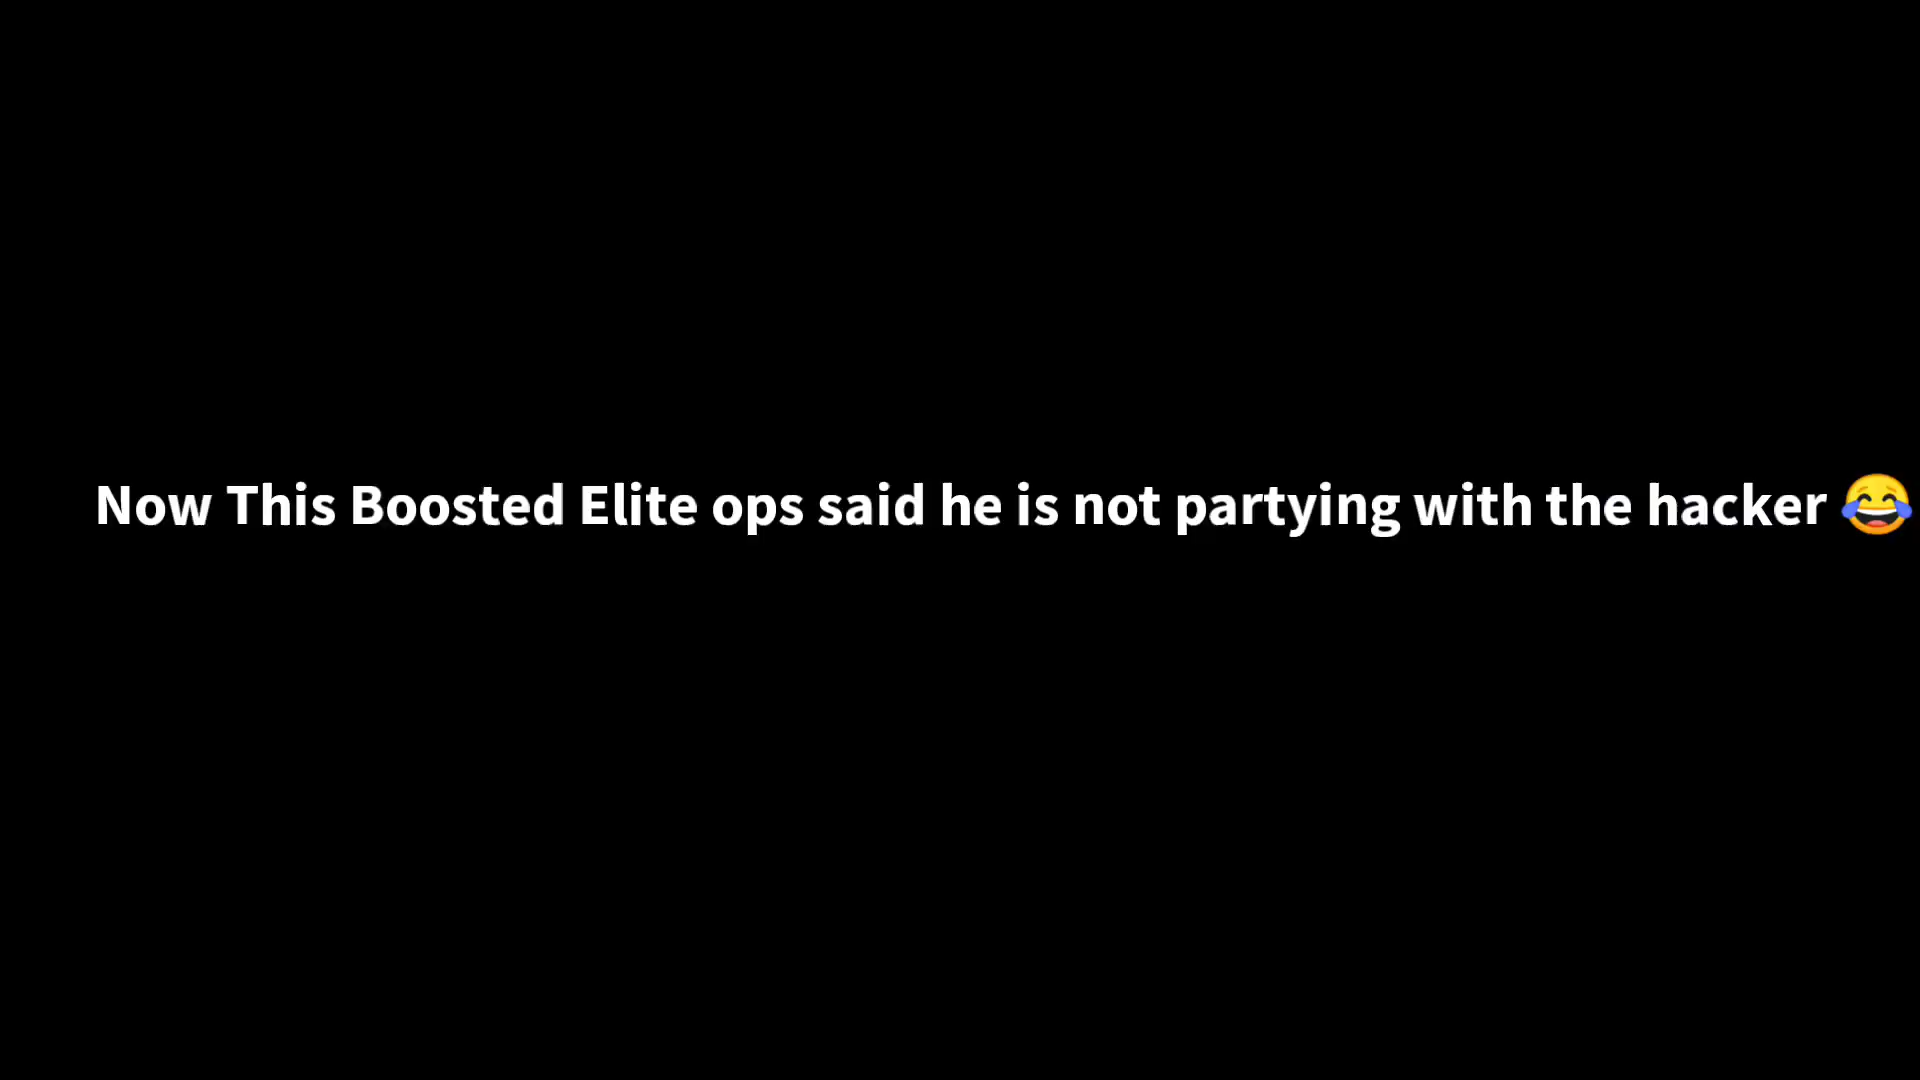 Now This Boosted Elite ops said he is not partying with the hacker 😂